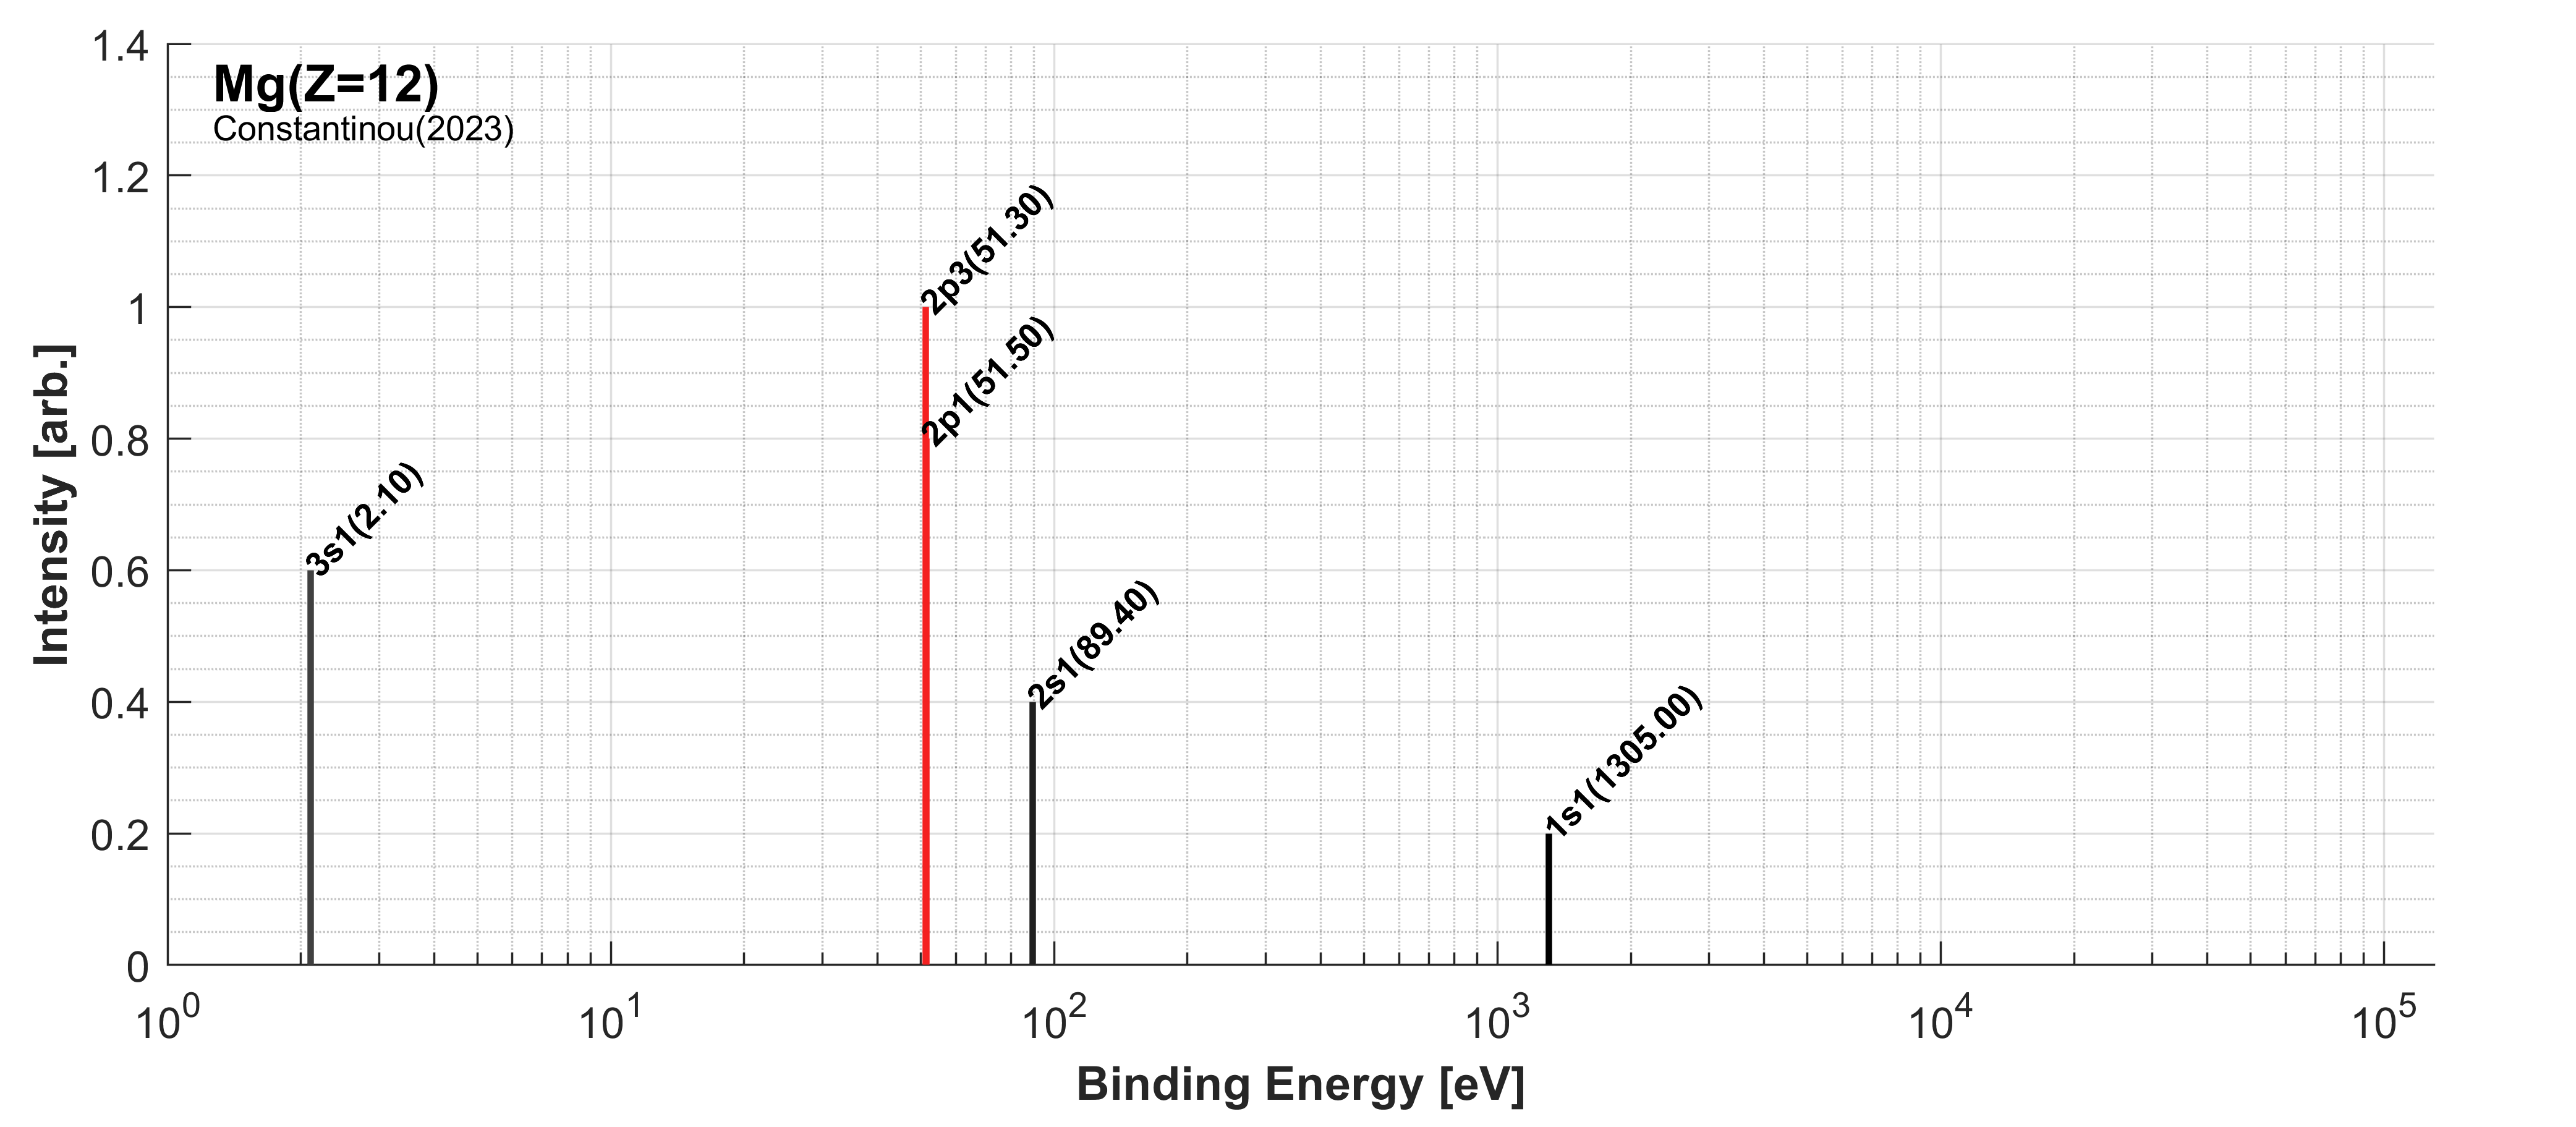 Mg(Z=12)
Constantinou(2023)
Intensity [arb.]
1.4
1.2
1
0.8
0.6
0.4
0.2
0
3s1(2.10)
2p3(51.30)
2p1(51.50)
2s1(89.40)
1s1(1305.00)
10^0 10^1 10^2 10^3 10^4 10^5
Binding Energy [eV]